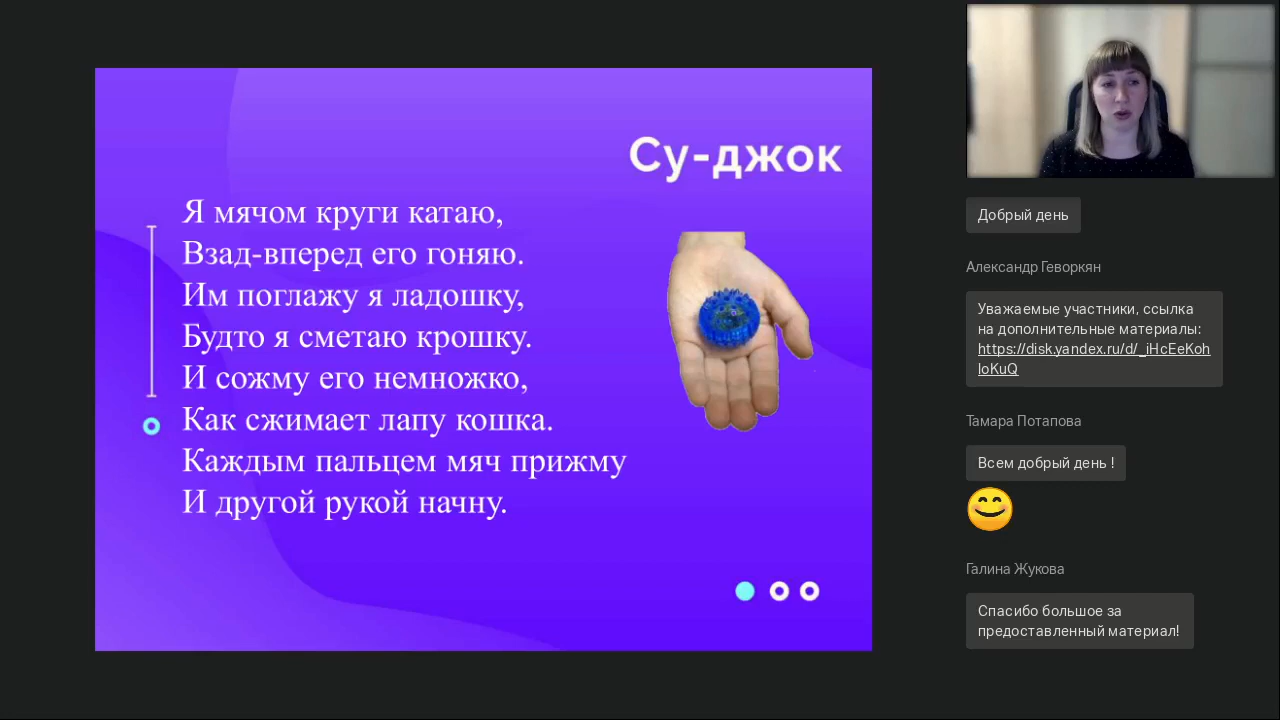 Су-джок
Я мячом круги катаю,
Взад-вперед его гоняю.
Им поглажу я ладошку,
Будто я сметаю крошку.
И сожму его немножко,
Как сжимает лапу кошка.
Каждым пальцем мяч прижму
И другой рукой начну.
Добрый день
Александр Геворкян
Уважаемые участники, ссылка
на дополнительные материалы:
https://disk.yandex.ru/d/_iHcEeKoh
loKuQ
Тамара Потапова
Всем добрый день !
Галина Жукова
Спасибо большое за
предоставленный материал!